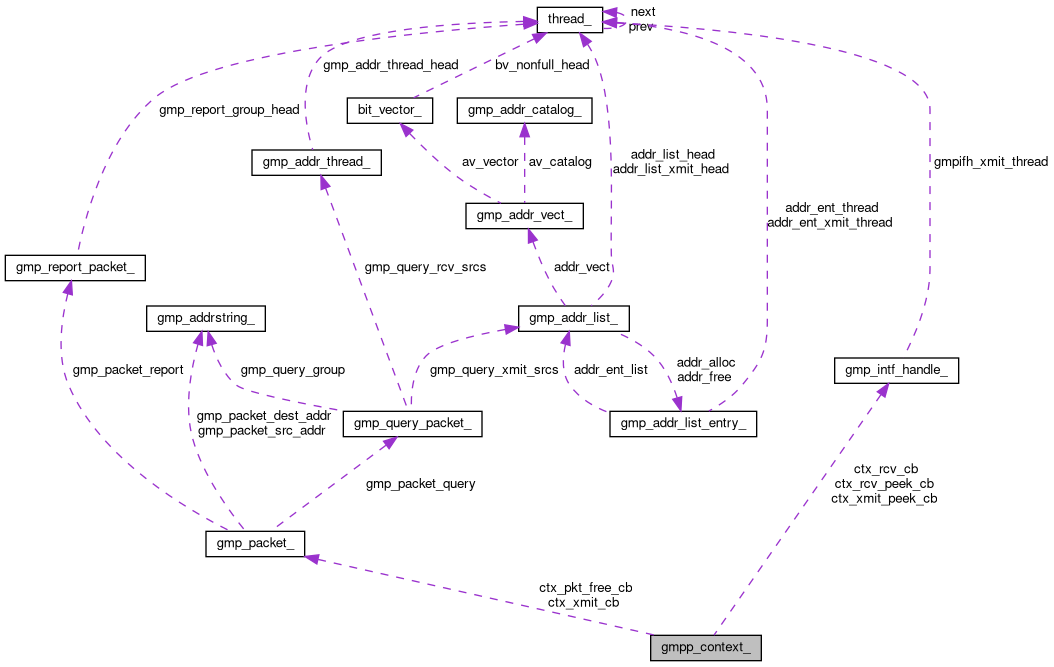 next
thread_
prev
gmp_addr_thread_head
bv_nonfull_head
gmp_report_group_head
bit_vector_
gmp_addr_catalog_
gmp_addr_thread_
av_vector
av_catalog
addr_list_head
addr_list_xmit_head
gmpifh_xmit_thread
gmp_addr_vect_
addr_ent_thread
addr_ent_xmit_thread
gmp_report_packet_
gmp_query_rcv_srcs
addr_vect
gmp_addrstring_
gmp_addr_list_
gmp_packet_report
gmp_query_group
gmp_query_xmit_srcs
addr_ent_list
addr_alloc
addr_free
gmp_intf_handle_
gmp_packet_dest_addr
gmp_packet_src_addr
gmp_query_packet_
gmp_addr_list_entry_
gmp_packet_query
ctx_rcv_cb
ctx_rcv_peek_cb
ctx_xmit_peek_cb
gmp_packet_
ctx_pkt_free_cb
ctx_xmit_cb
gmpp_context_